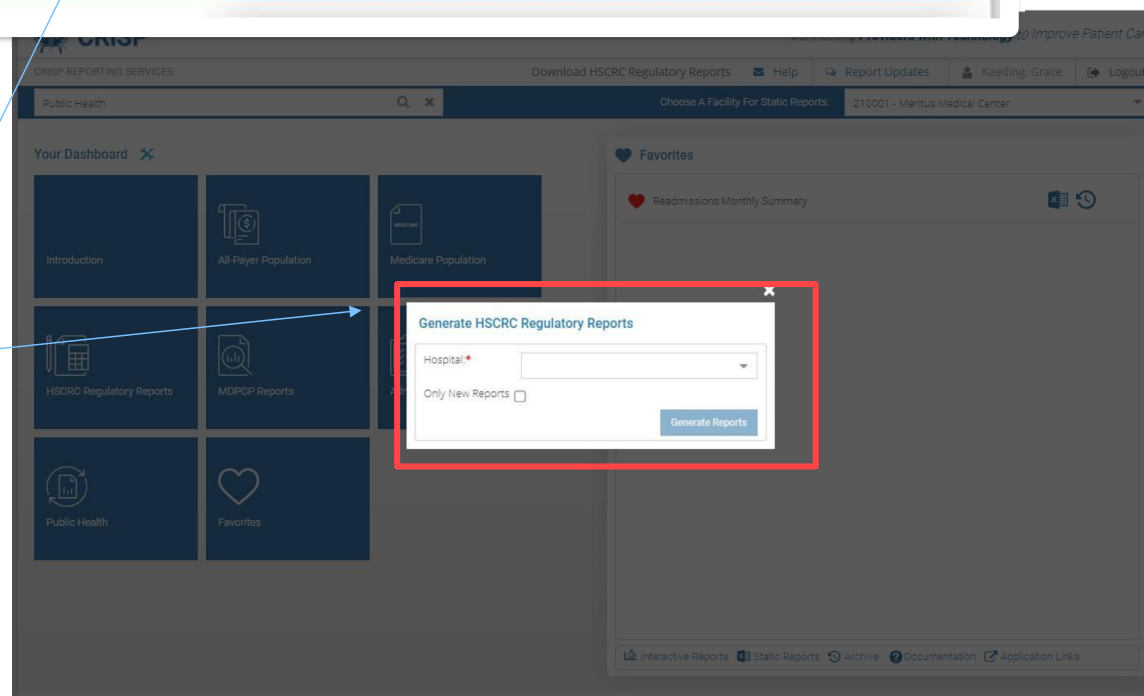 CRISP
Connecting Providers with Technology to Improve Patient Car
CRISP REPORTING SERVICES
Download HSCRC Regulatory Reports Help Report Updates Kaeding, Grace Logout
Public Health
Choose A Facility For Static Reports: 210001 - Meritus Medical Center
Your Dashboard
Favorites
Readmissions Monthly Summary
Introduction
All-Payer Population
MEDICARE
Medicare Population
Generate HSCRC Regulatory Reports
Hospital:*
Only New Reports
Generate Reports
HSCRC Regulatory Reports
MDPCP Reports
Public Health
Favorites
Interactive Reports Static Reports Archive Documentation Application Links